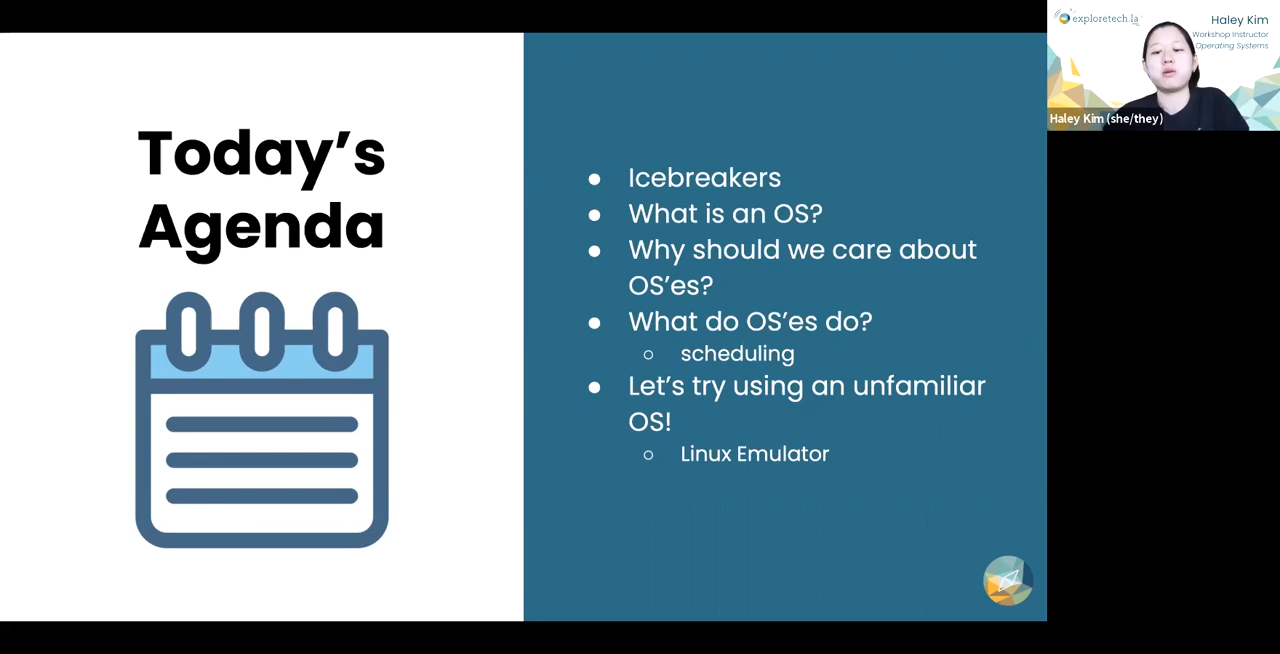 Today's
Agenda
● Icebreakers
● What is an OS?
● Why should we care about
OS'es?
● What do OS'es do?
○ scheduling
● Let's try using an unfamiliar
OS!
○ Linux Emulator
exploretech.la
Haley Kim
Workshop Instructor
Operating Systems
Haley Kim (she/they)